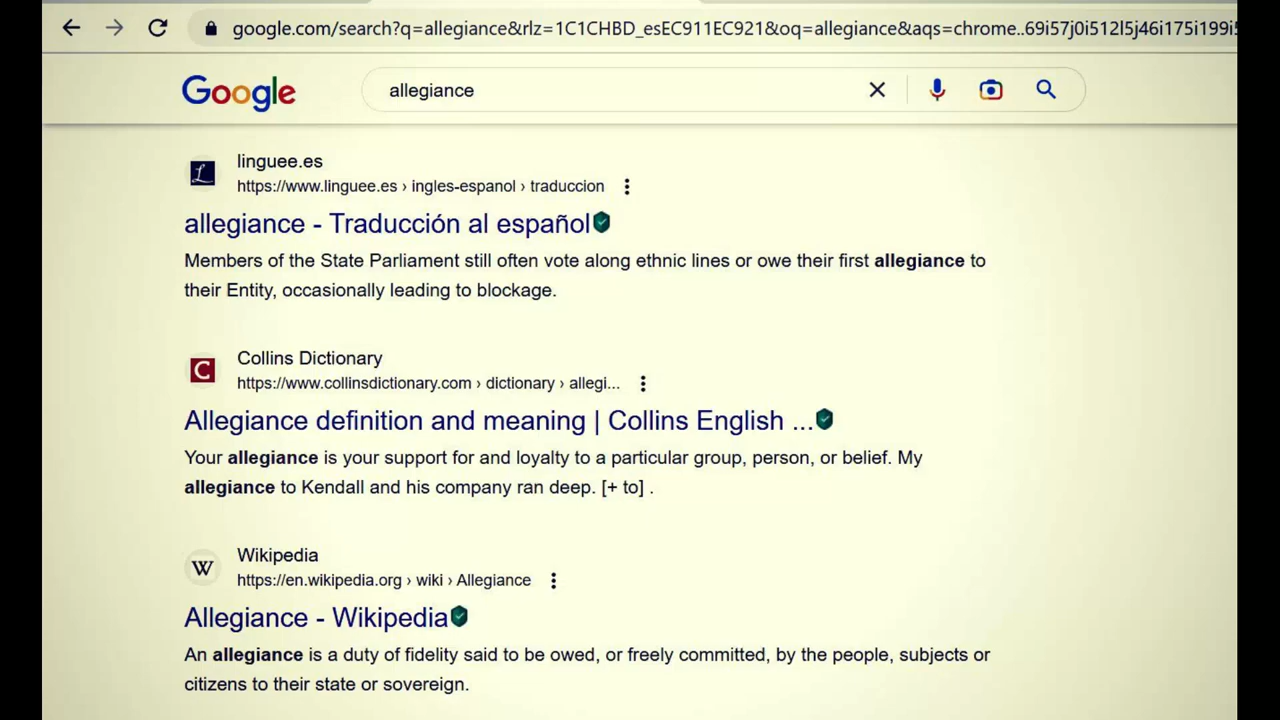 google.com/search?q=allegiance&rlz=1C1CHBD_esEC911EC921&oq=allegiance&aqs=chrome..69i57j0i512l5j46i175i199i5
Google
allegiance
linguee.es
https://www.linguee.es › ingles-espanol › traduccion
allegiance - Traducción al español
Members of the State Parliament still often vote along ethnic lines or owe their first allegiance to
their Entity, occasionally leading to blockage.
C
Collins Dictionary
https://www.collinsdictionary.com › dictionary › allegi...
Allegiance definition and meaning | Collins English ...
Your allegiance is your support for and loyalty to a particular group, person, or belief. My
allegiance to Kendall and his company ran deep. [+ to] .
W
Wikipedia
https://en.wikipedia.org › wiki › Allegiance
Allegiance - Wikipedia
An allegiance is a duty of fidelity said to be owed, or freely committed, by the people, subjects or
citizens to their state or sovereign.